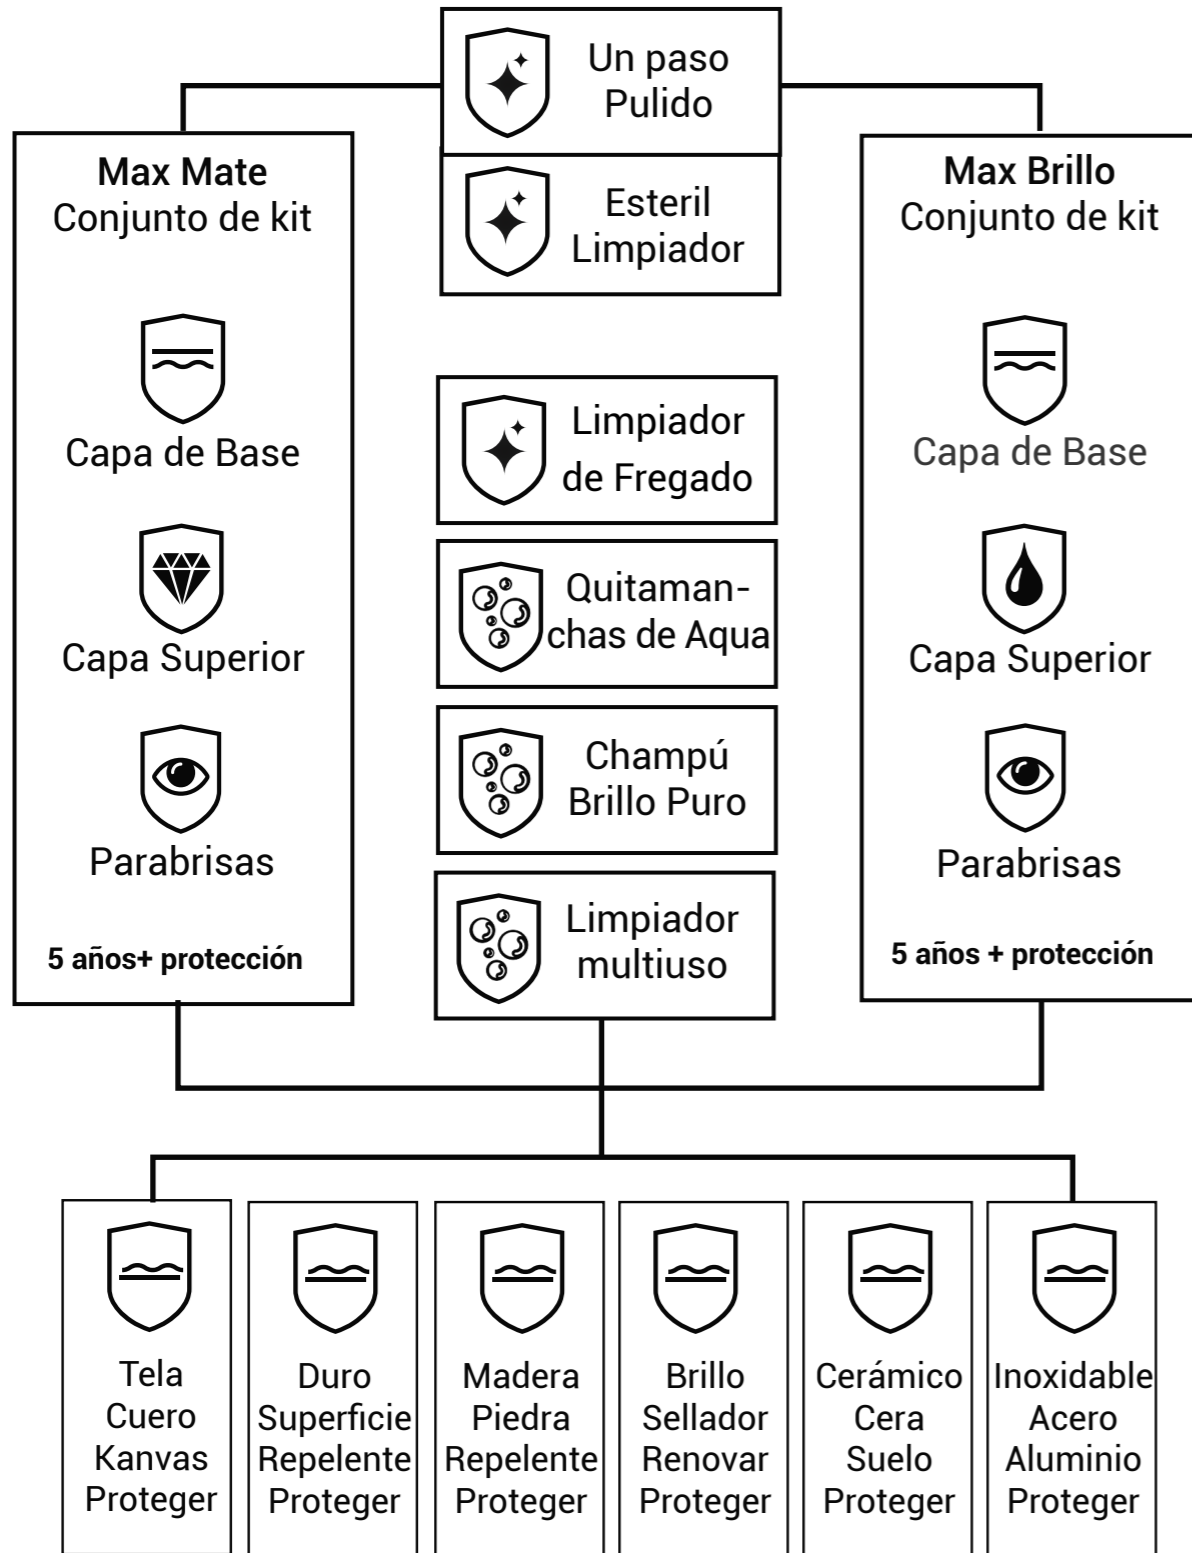 Un paso
Pulido
Esteril
Limpiador
Max Mate
Conjunto de kit
Capa de Base
Capa Superior
Parabrisas
5 años+ protección
Limpiador
de Fregado
Quitaman-
chas de Aqua
Champú
Brillo Puro
Limpiador
multiuso
Max Brillo
Conjunto de kit
Capa de Base
Capa Superior
Parabrisas
5 años + protección
Tela
Cuero
Kanvas
Proteger
Duro
Superficie
Repelente
Proteger
Madera
Piedra
Repelente
Proteger
Brillo
Sellador
Renovar
Proteger
Cerámico
Cera
Suelo
Proteger
Inoxidable
Acero
Aluminio
Proteger